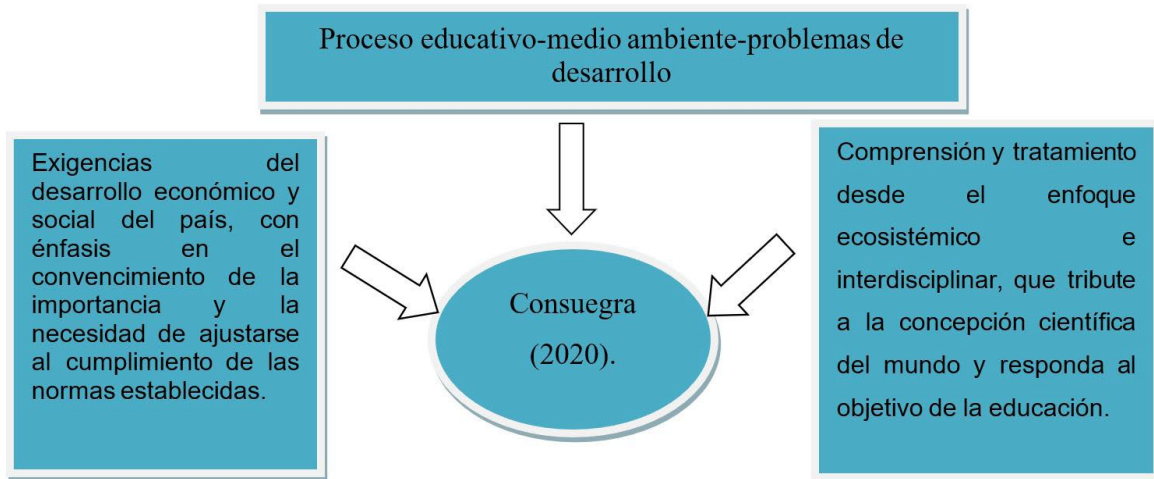 Proceso educativo-medio ambiente-problemas de
desarrollo
Exigencias del
desarrollo económico y
social del país, con
énfasis en el
convencimiento de la
importancia y la
necesidad de ajustarse
al cumplimiento de las
normas establecidas.
Consuegra
(2020).
Comprensión y tratamiento
desde el enfoque
ecosistémico e
interdisciplinar, que tribute
a la concepción científica
del mundo y responda al
objetivo de la educación.